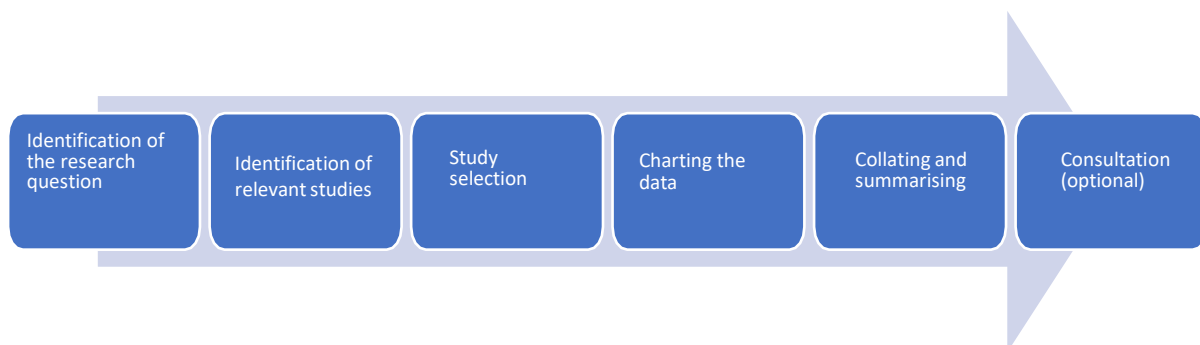 Identification of
the research
question
Identification of
relevant studies
Study
selection
Charting the
data
Collating and
summarising
Consultation
(optional)